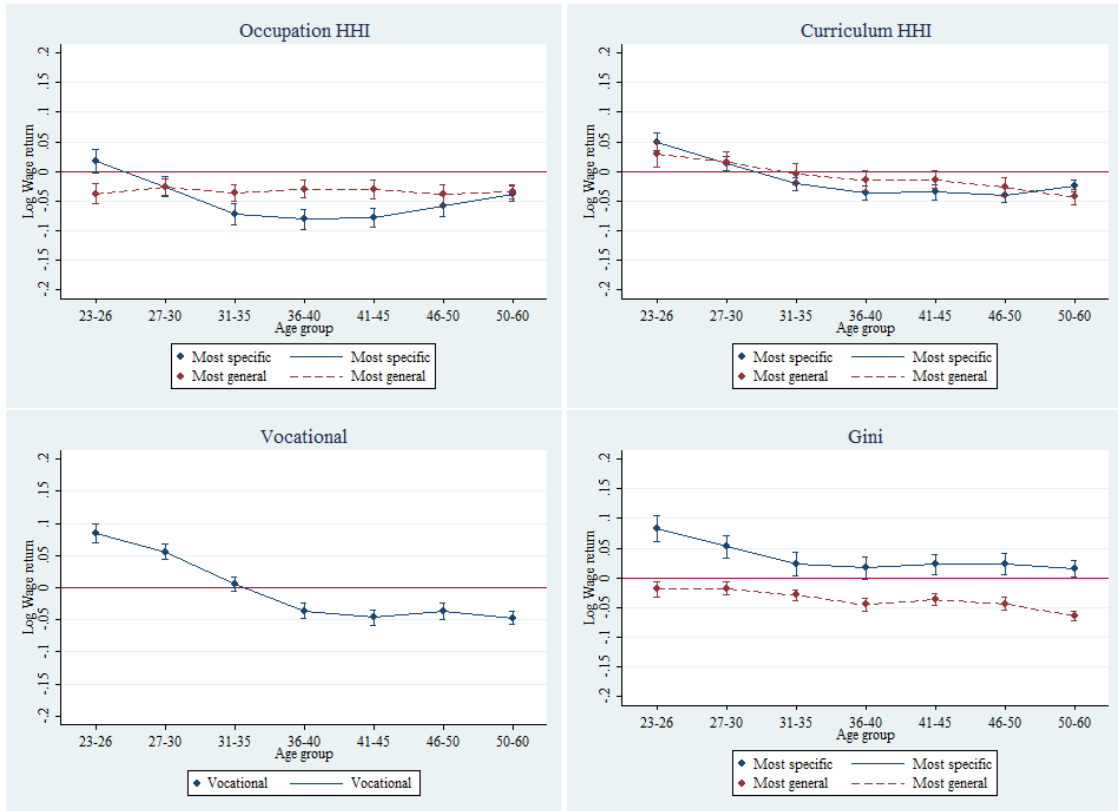 Occupation HHI
Log Wage return
.2
.15
.1
.05
0
-.05
-.1
-.15
-.2
23-26 27-30 31-35 36-40 41-45 46-50 50-60
Age group
Most specific Most specific
Most general Most general
Curriculum HHI
Log Wage return
.2
.15
.1
.05
0
-.05
-.1
-.15
-.2
23-26 27-30 31-35 36-40 41-45 46-50 50-60
Age group
Most specific Most specific
Most general Most general
Vocational
Log Wage return
.2
.15
.1
.05
0
-.05
-.1
-.15
-.2
23-26 27-30 31-35 36-40 41-45 46-50 50-60
Age group
Vocational Vocational
Gini
Log Wage return
.2
.15
.1
.05
0
-.05
-.1
-.15
-.2
23-26 27-30 31-35 36-40 41-45 46-50 50-60
Age group
Most specific Most specific
Most general Most general